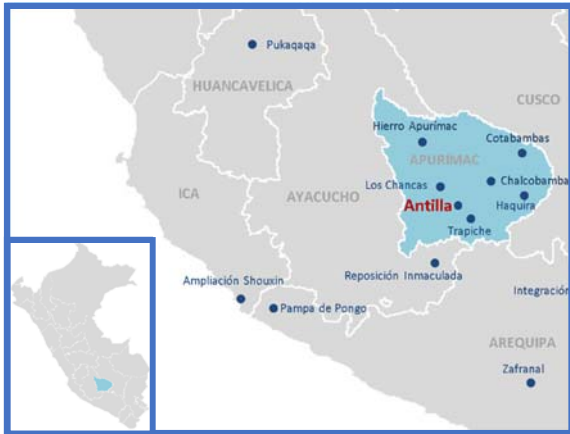 Pukaqaqa
HUANCAVELICA
CUSCO
Hierro Apurímac
Cotabambas
APURIMAC
Los Chancas
Chalcobamba
ICA
AYACUCHO
Antilla
Haquira
Trapiche
Ampliación Shouxin
Reposición Inmaculada
Pampa de Pongo
Integración
AREQUIPA
Zafranal